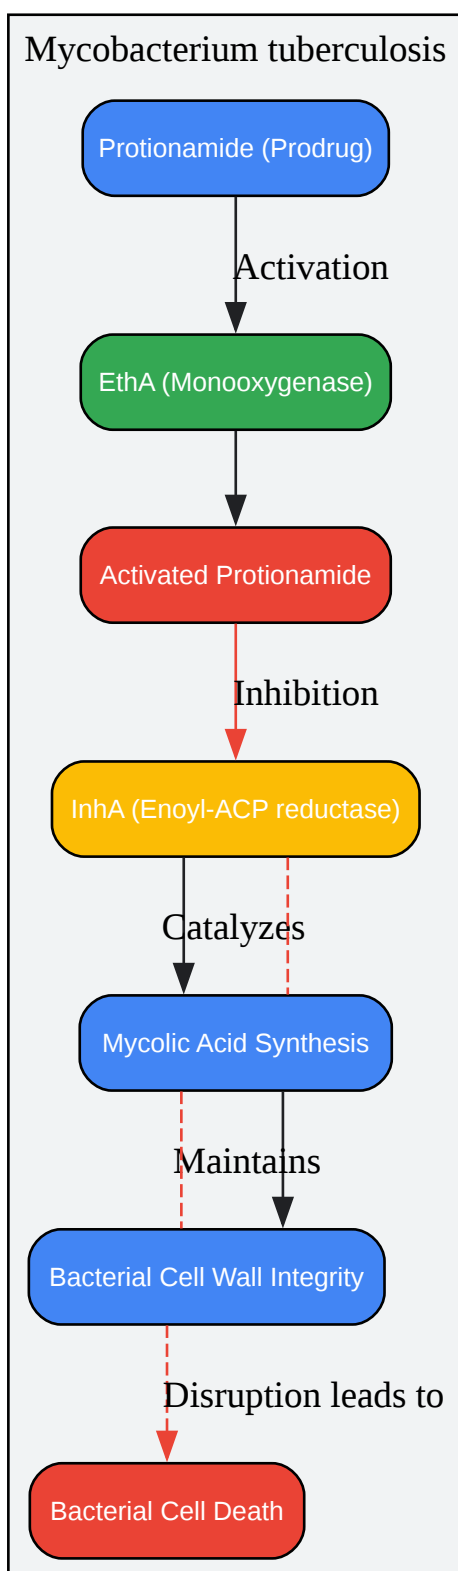 Mycobacterium tuberculosis
Protionamide (Prodrug)
Activation
EthA (Monooxygenase)
Activated Protionamide
Inhibition
InhA (Enoyl-ACP reductase)
Catalyzes
Mycolic Acid Synthesis
Maintains
Bacterial Cell Wall Integrity
Disruption leads to
Bacterial Cell Death